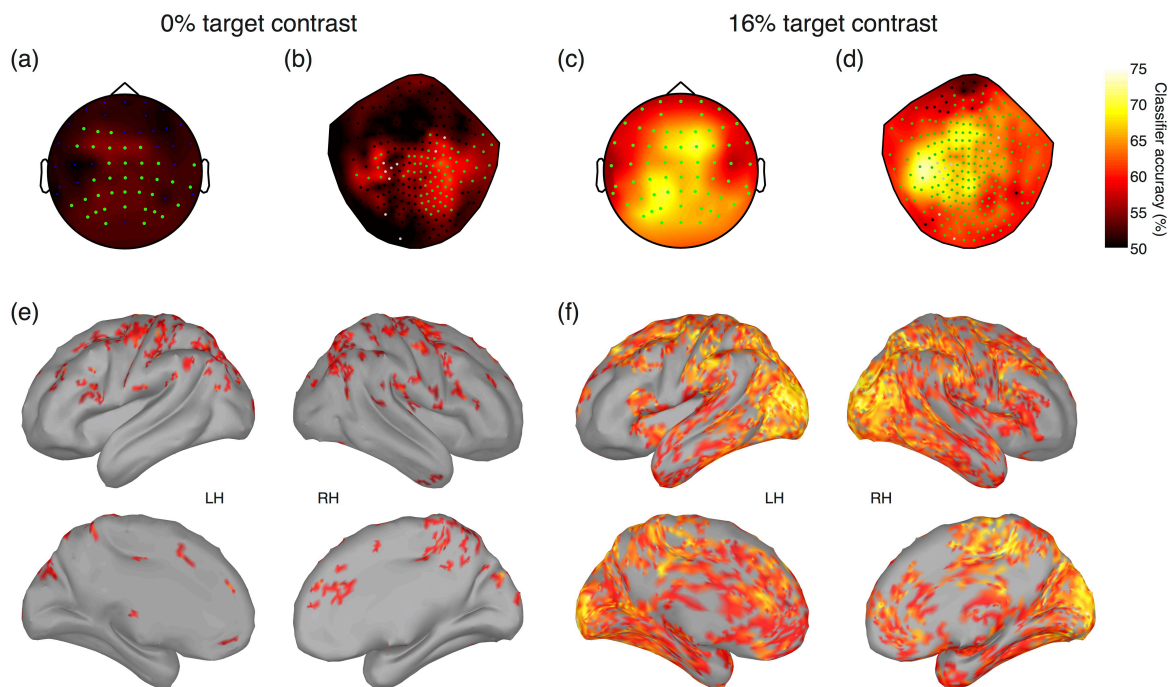 0% target contrast
16% target contrast
(a)
(b)
(c)
(d)
75
70
65
60
55
50
Classifier accuracy (%)
(e)
(f)
LH
RH
LH
RH